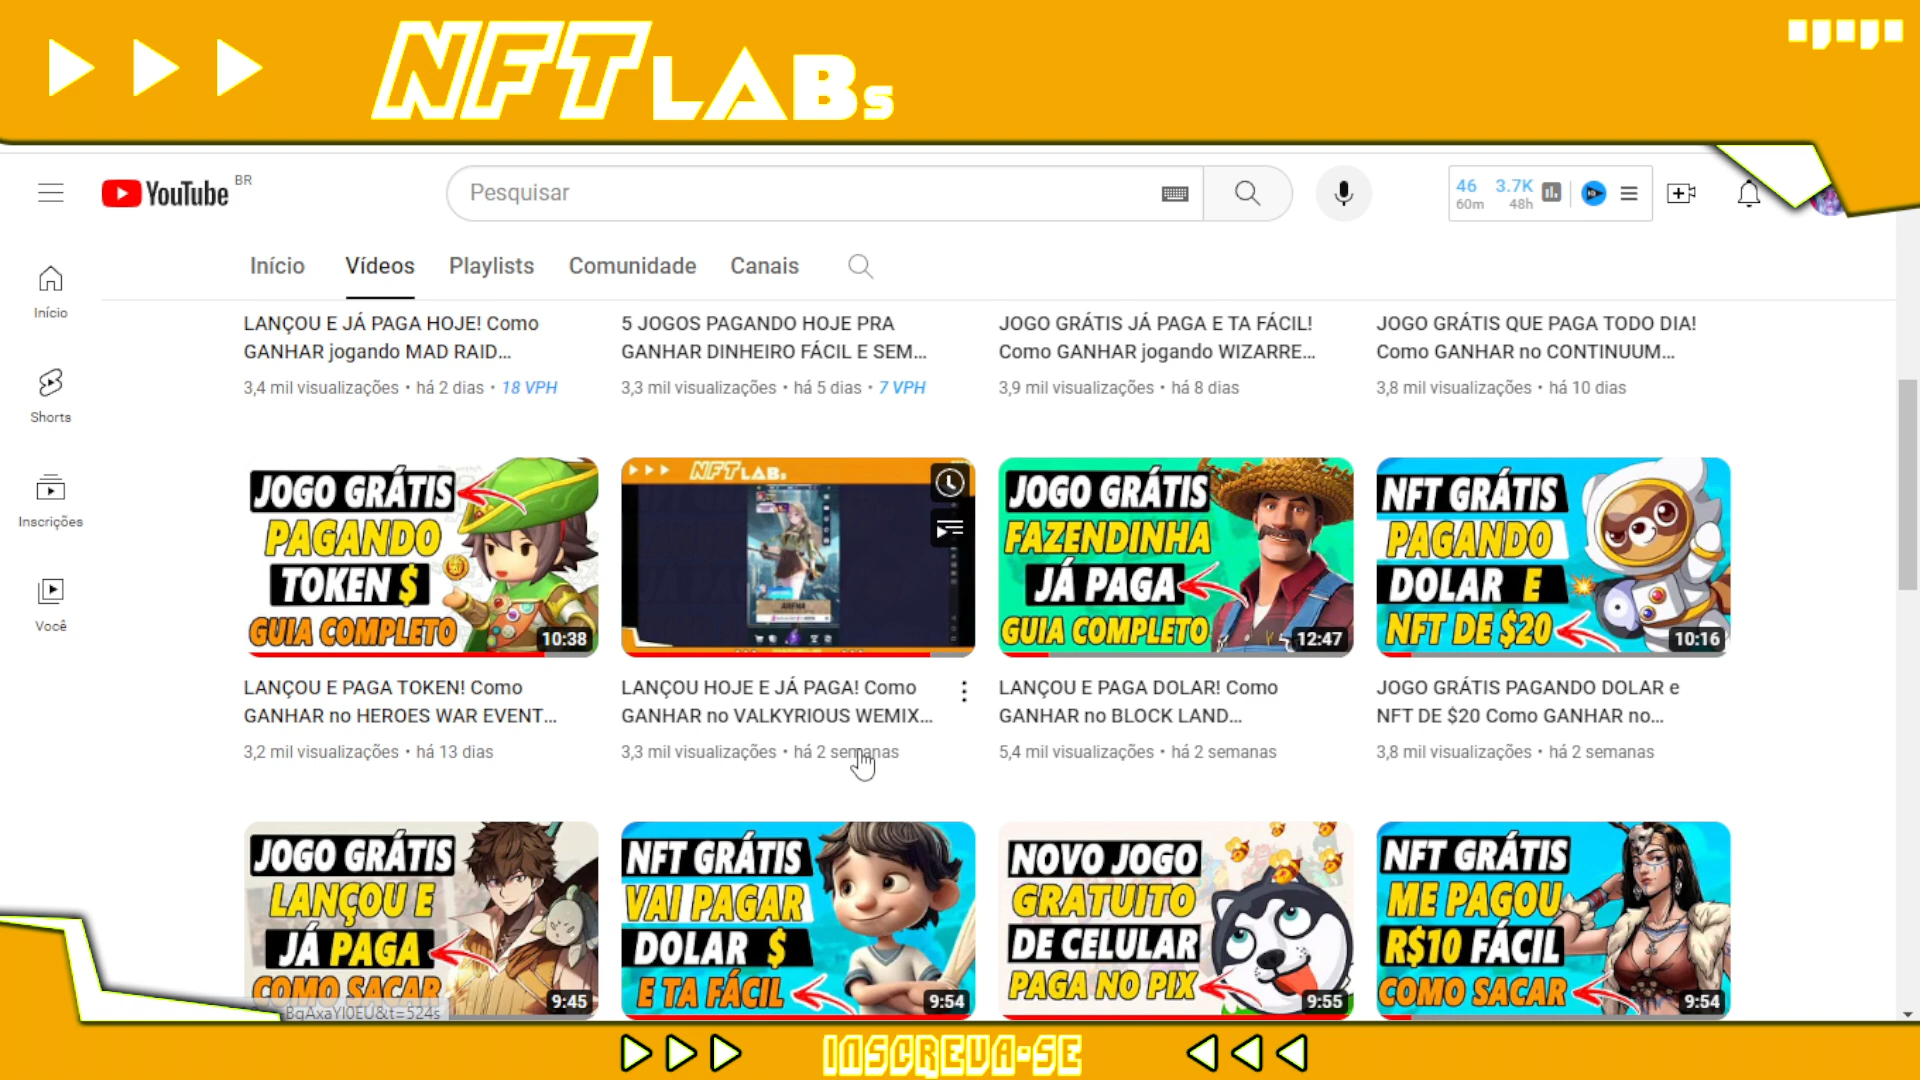 NFT LABs
YouTube BR
Pesquisar
46 3.7K
60m 48h
Início Vídeos Playlists Comunidade Canais
Início
Shorts
Inscrições
Você
LANÇOU E JÁ PAGA HOJE! Como
GANHAR jogando MAD RAID...
3,4 mil visualizações • há 2 dias • 18 VPH
5 JOGOS PAGANDO HOJE PRA
GANHAR DINHEIRO FÁCIL E SEM...
3,3 mil visualizações • há 5 dias • 7 VPH
JOGO GRÁTIS JÁ PAGA E TA FÁCIL!
Como GANHAR jogando WIZARRE...
3,9 mil visualizações • há 8 dias
JOGO GRÁTIS QUE PAGA TODO DIA!
Como GANHAR no CONTINUUM...
3,8 mil visualizações • há 10 dias
JOGO GRÁTIS
PAGANDO
TOKEN $
GUIA COMPLETO
10:38
LANÇOU E PAGA TOKEN! Como
GANHAR no HEROES WAR EVENT...
3,2 mil visualizações • há 13 dias
NFT LABs
ARENA
LANÇOU HOJE E JÁ PAGA! Como
GANHAR no VALKYRIOUS WEMIX...
3,3 mil visualizações • há 2 semanas
JOGO GRÁTIS
FAZENDINHA
JÁ PAGA
GUIA COMPLETO
12:47
LANÇOU E PAGA DOLAR! Como
GANHAR no BLOCK LAND...
5,4 mil visualizações • há 2 semanas
NFT GRÁTIS
PAGANDO
DOLAR E
NFT DE $20
10:16
JOGO GRÁTIS PAGANDO DOLAR e
NFT DE $20 Como GANHAR no...
3,8 mil visualizações • há 2 semanas
JOGO GRÁTIS
LANÇOU E
JÁ PAGA
COMO SACAR
9:45
NFT GRÁTIS
VAI PAGAR
DOLAR $
E TA FÁCIL
9:54
NOVO JOGO
GRATUITO
DE CELULAR
PAGA NO PIX
9:55
NFT GRÁTIS
ME PAGOU
R$10 FÁCIL
COMO SACAR
9:54
INSCREVA-SE